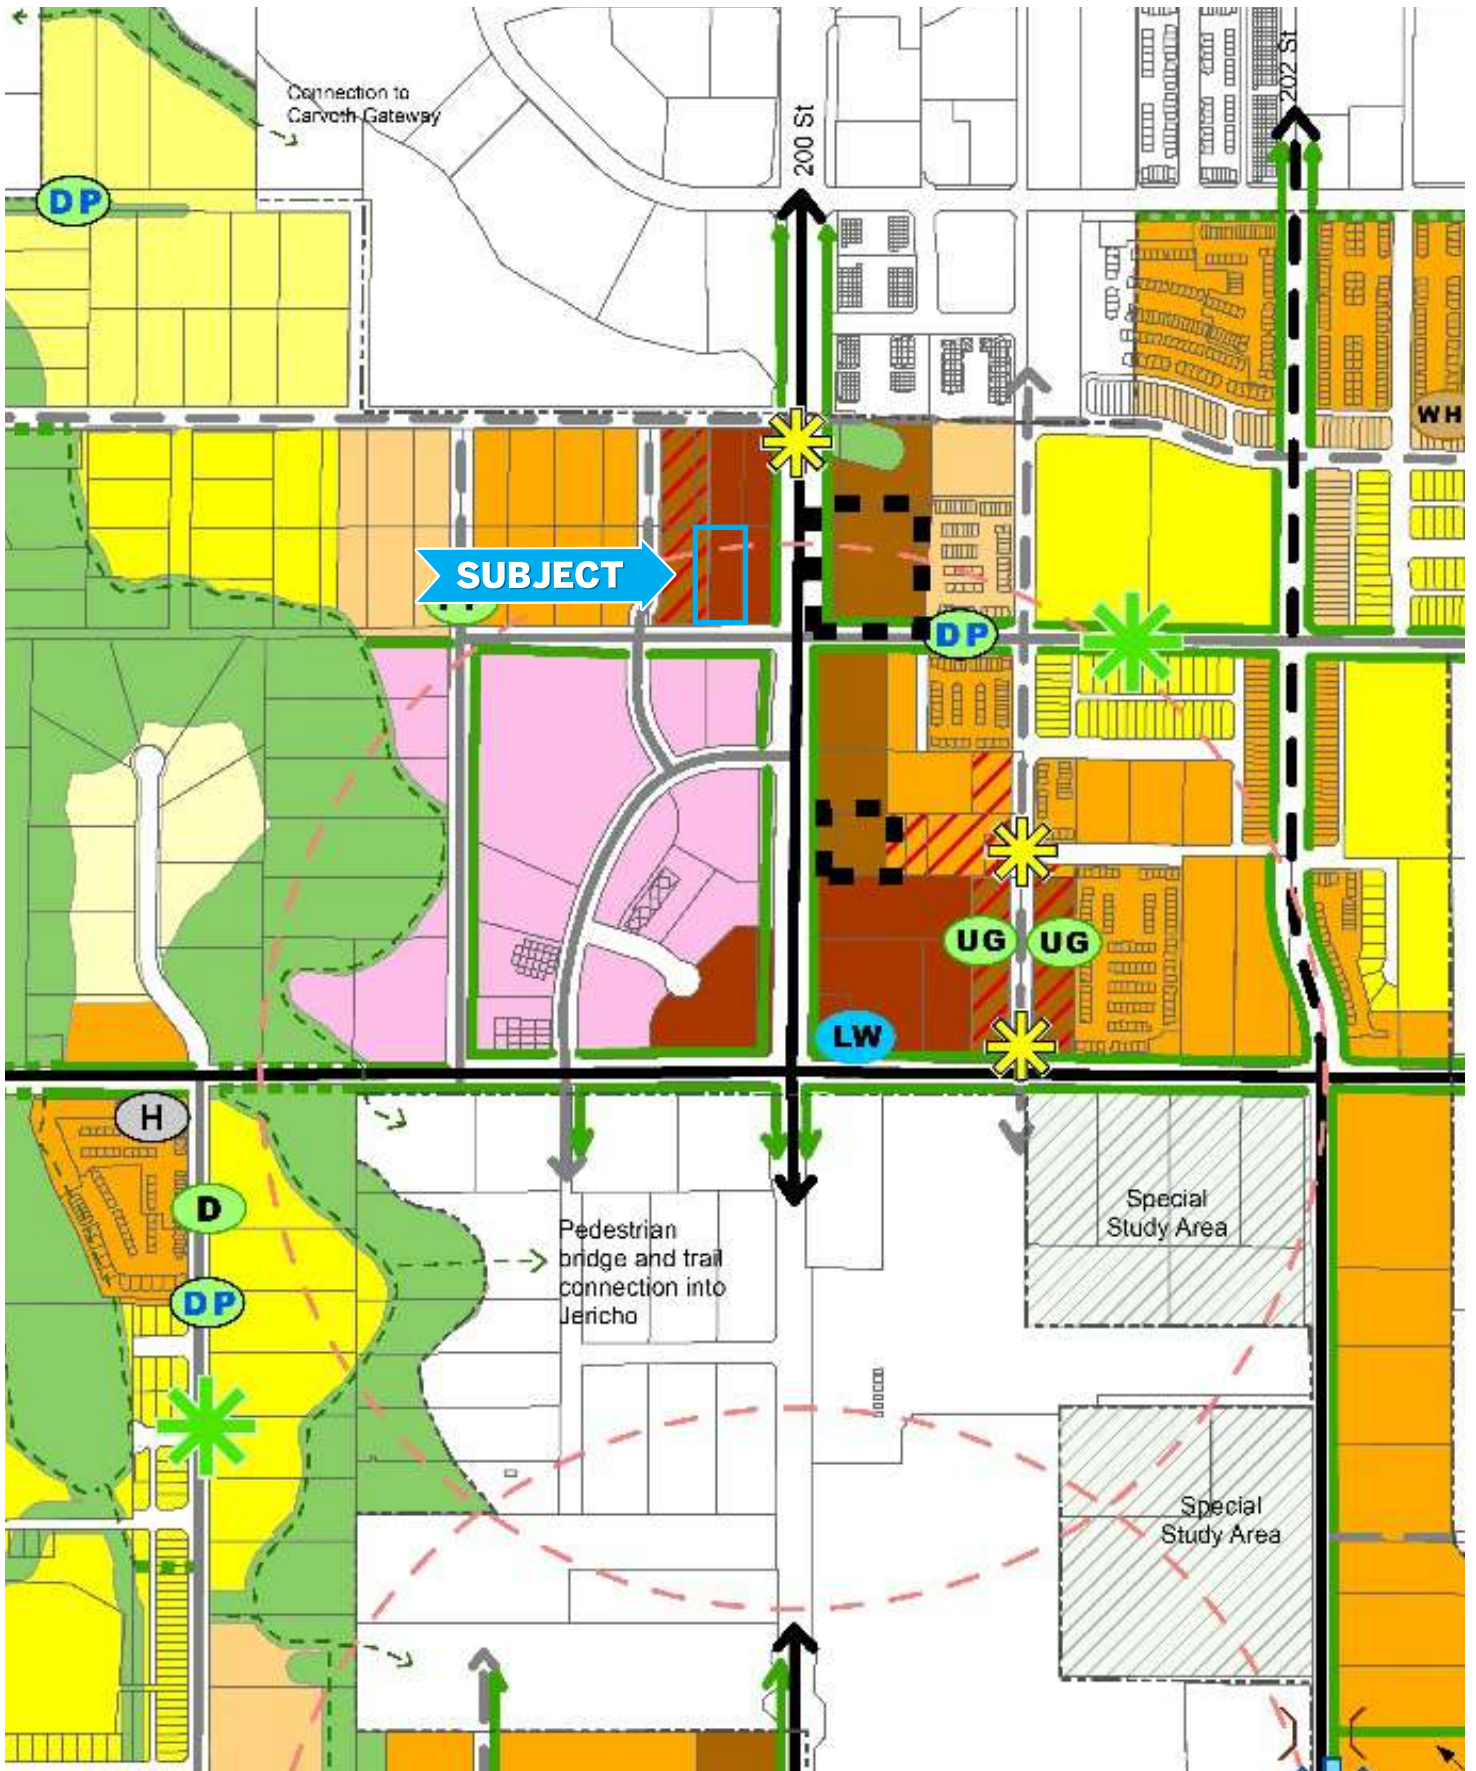 Connection to
Carvoth Gateway
200 St
202 St
DP
WH
SUBJECT
DP
UG
UG
LW
H
D
DP
Pedestrian
bridge and trail
connection into
Jericho
Special
Study Area
Special
Study Area